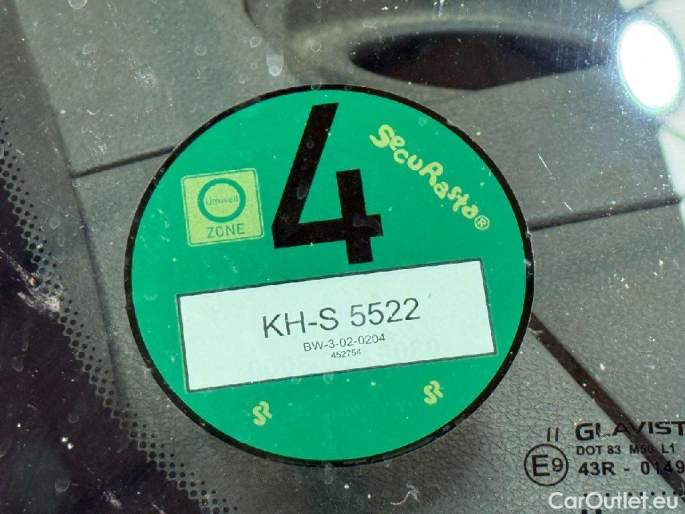 4
SecuRasta®
Umwelt
ZONE
KH-S 5522
BW-3-02-0204
452754
II GLAVIST
DOT 83 M50 L1
E9 43R - 0149
CarOutlet.eu